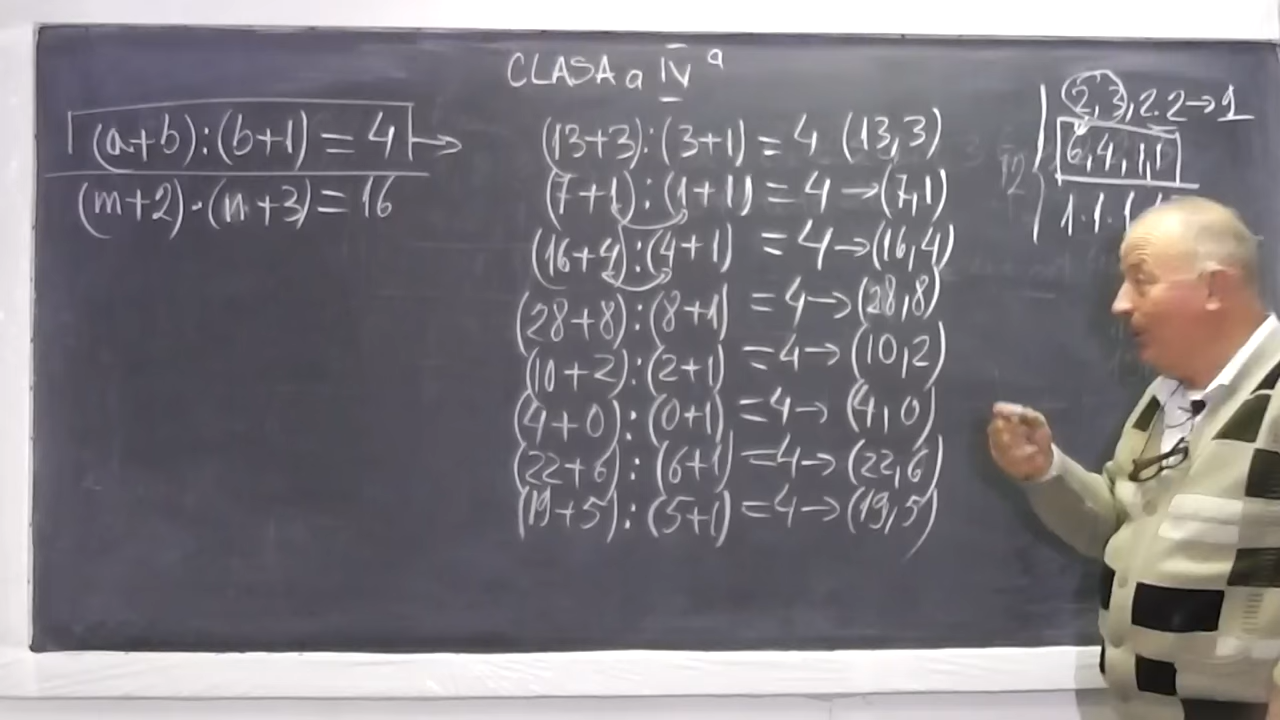 CLASA a IV a
(a+b):(b+1) = 4 →
(m+2)·(n+3) = 16
(13+3):(3+1) = 4 (13,3)
(7+1):(1+1) = 4 → (7,1)
(16+4):(4+1) = 4 → (16,4)
(28+8):(8+1) = 4 → (28,8)
(10+2):(2+1) = 4 → (10,2)
(4+0):(0+1) = 4 → (4,0)
(22+6):(6+1) = 4 → (22,6)
(19+5):(5+1) = 4 → (19,5)
2,3,2.2→1
6,4,1,1
1.1.1